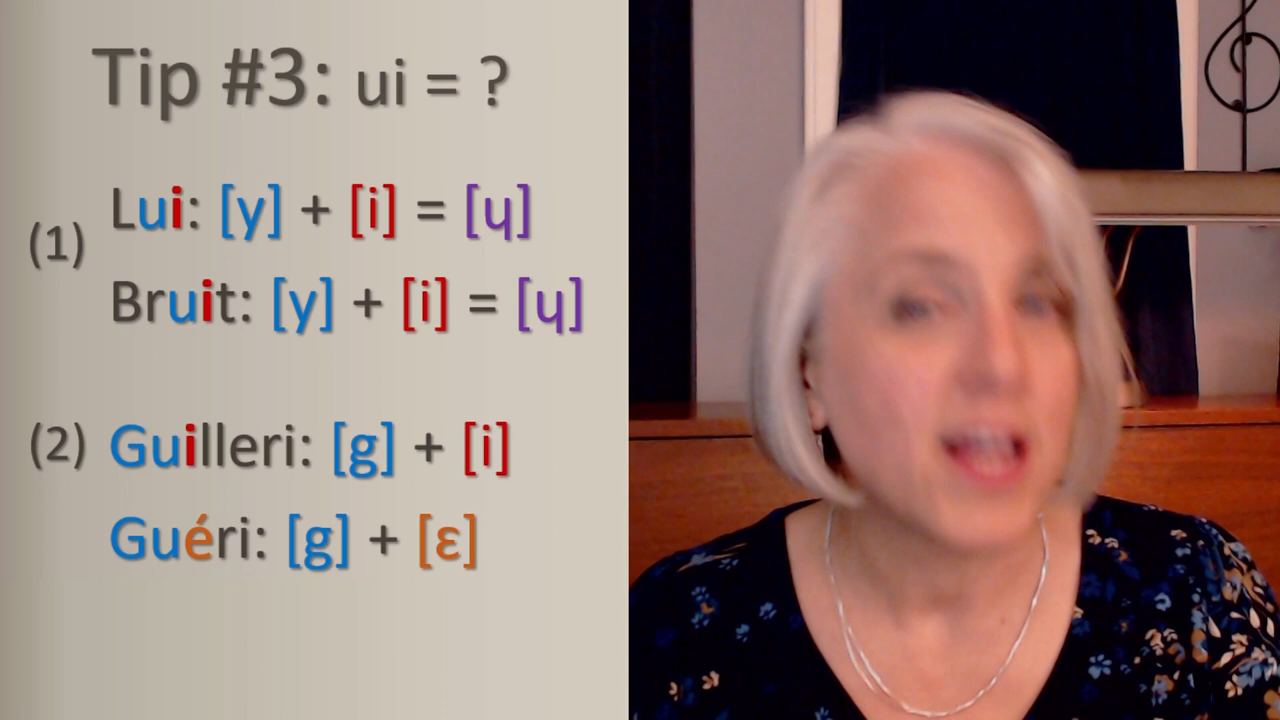 Tip #3: ui = ?
(1)
Lui: [y] + [i] = [ɥ]
Bruit: [y] + [i] = [ɥ]
(2)
Guilleri: [g] + [i]
Guéri: [g] + [ε]